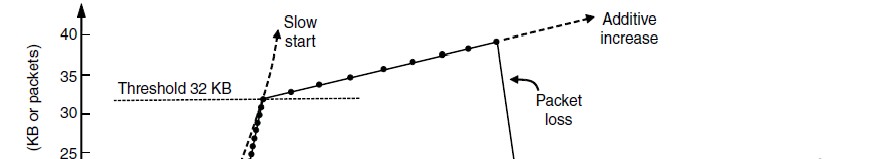 Slow
start
Additive
increase
40
35
30
25
(KB or packets)
Threshold 32 KB
Packet
loss